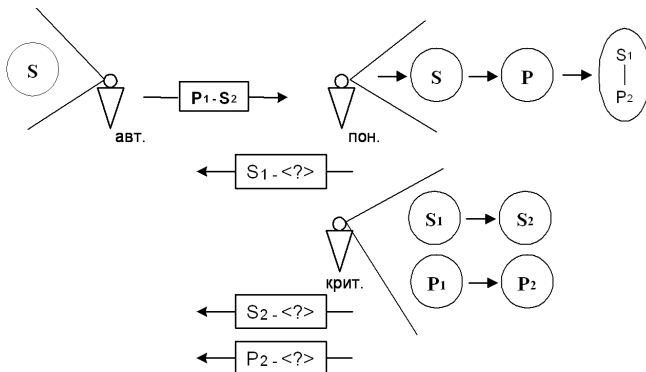 S
P1 - S2
S
P
S1
P2
авт.
пон.
S1 - <?>
S1
S2
P1
P2
крит.
S2 - <?>
P2 - <?>